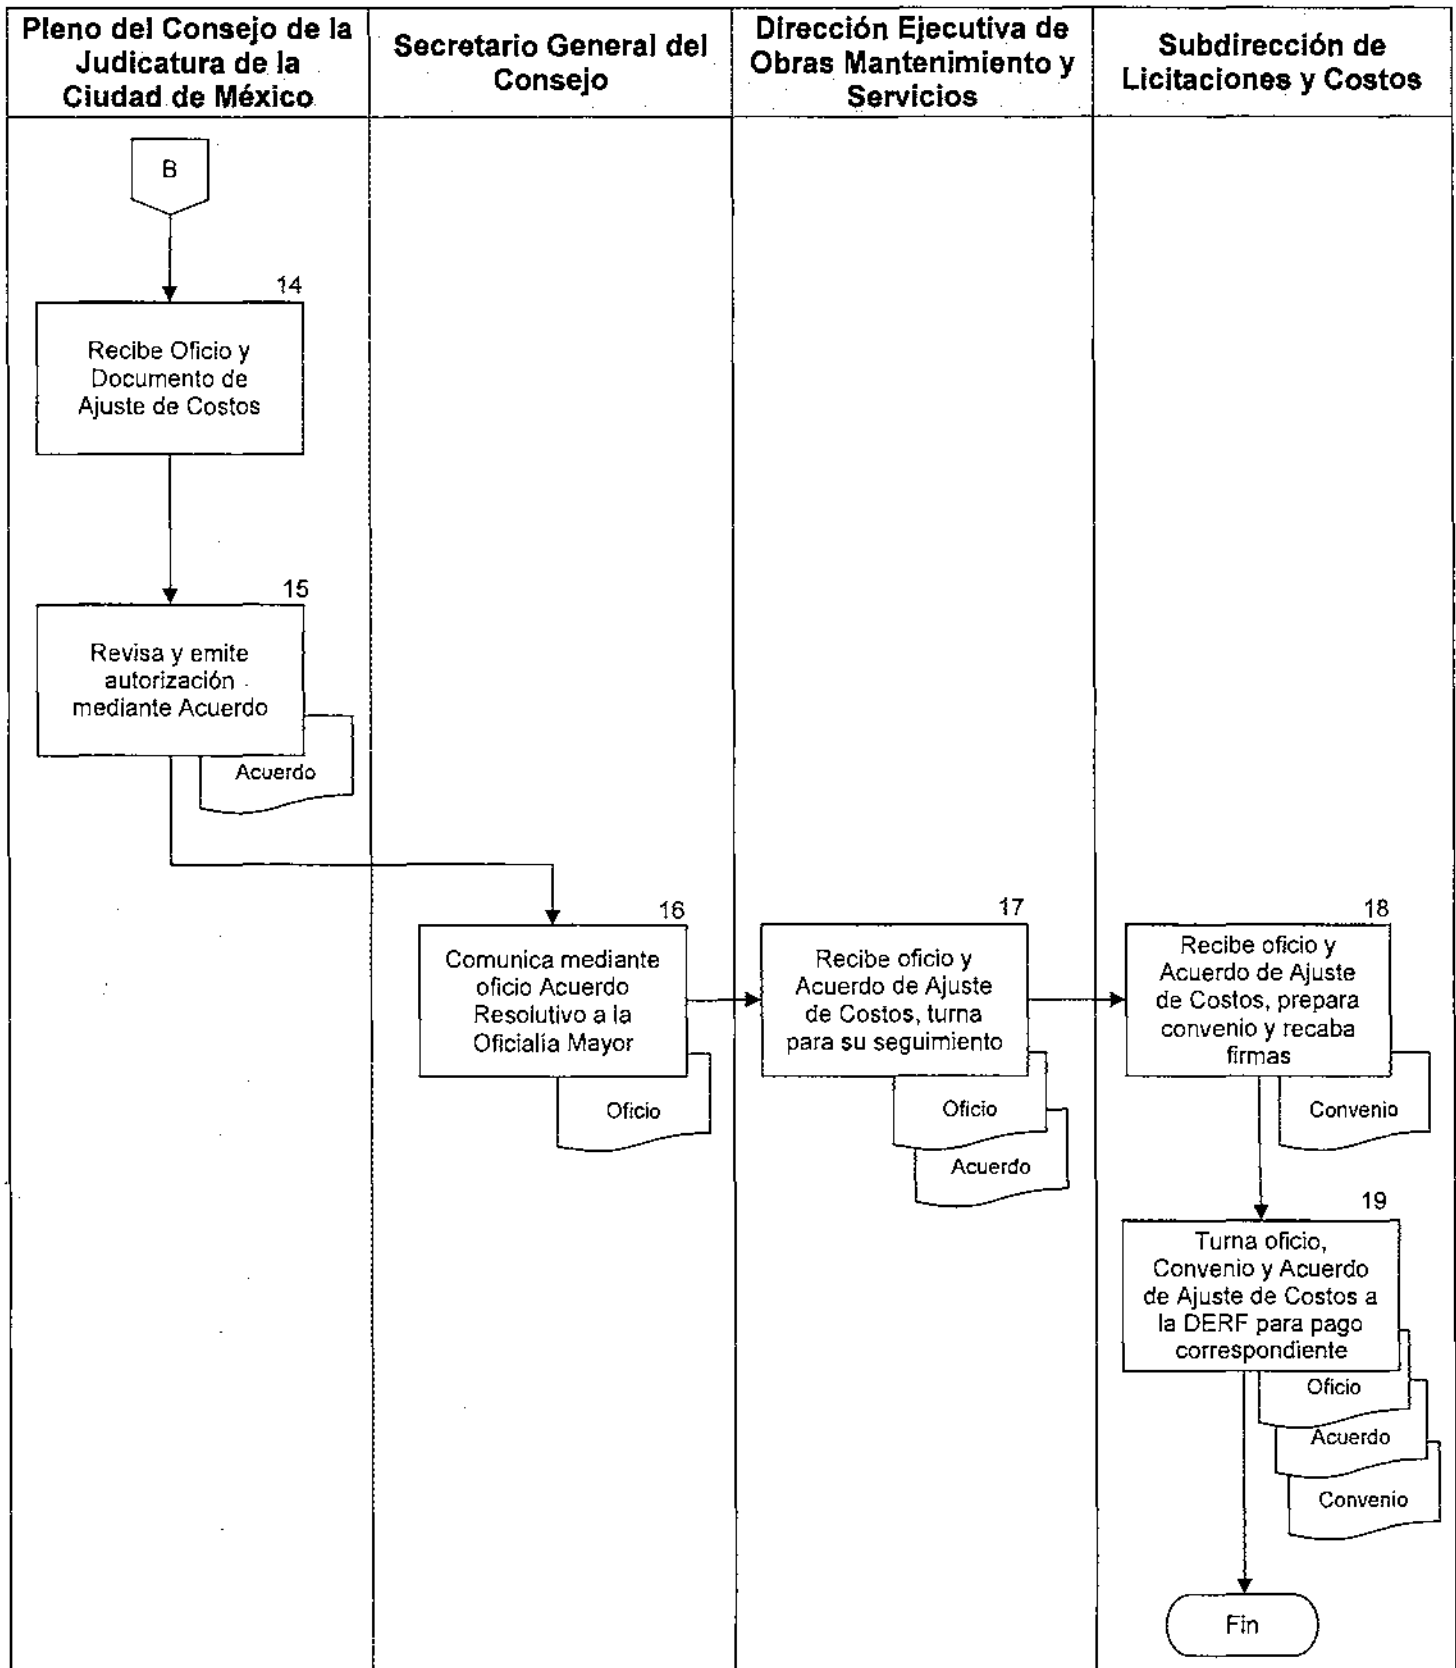 Pleno del Consejo de la
Judicatura de la
Ciudad de México
Secretario General del
Consejo
Dirección Ejecutiva de
Obras Mantenimiento y
Servicios
Subdirección de
Licitaciones y Costos
B
14
Recibe Oficio y
Documento de
Ajuste de Costos
15
Revisa y emite
autorización
mediante Acuerdo
Acuerdo
16
Comunica mediante
oficio Acuerdo
Resolutivo a la
Oficialía Mayor
Oficio
17
Recibe oficio y
Acuerdo de Ajuste
de Costos, turna
para su seguimiento
Oficio
Acuerdo
18
Recibe oficio y
Acuerdo de Ajuste
de Costos, prepara
convenio y recaba
firmas
Convenio
19
Turna oficio,
Convenio y Acuerdo
de Ajuste de Costos a
la DERF para pago
correspondiente
Oficio
Acuerdo
Convenio
Fin